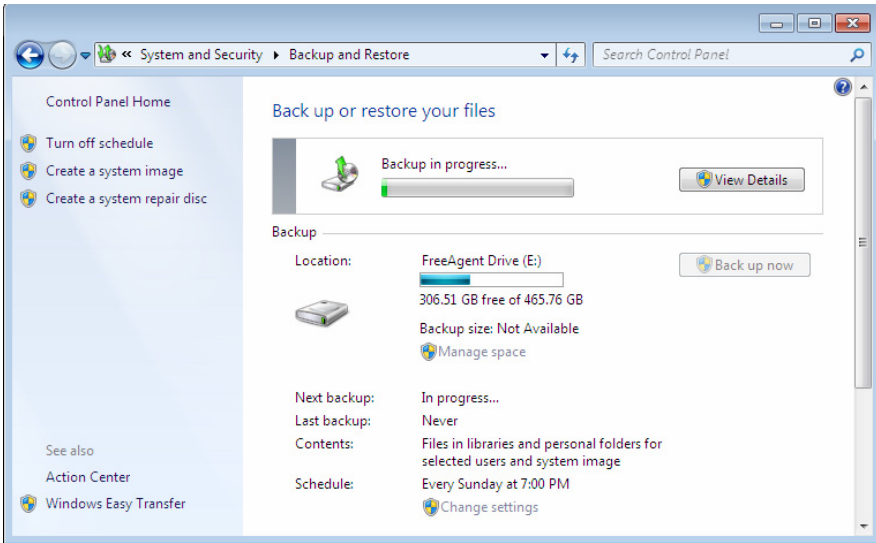 « System and Security ▸ Backup and Restore
Search Control Panel
Control Panel Home
Turn off schedule
Create a system image
Create a system repair disc
See also
Action Center
Windows Easy Transfer
Back up or restore your files
Backup in progress...
View Details
Backup
Location: FreeAgent Drive (E:)
Back up now
306.51 GB free of 465.76 GB
Backup size: Not Available
Manage space
Next backup: In progress...
Last backup: Never
Contents: Files in libraries and personal folders for
selected users and system image
Schedule: Every Sunday at 7:00 PM
Change settings